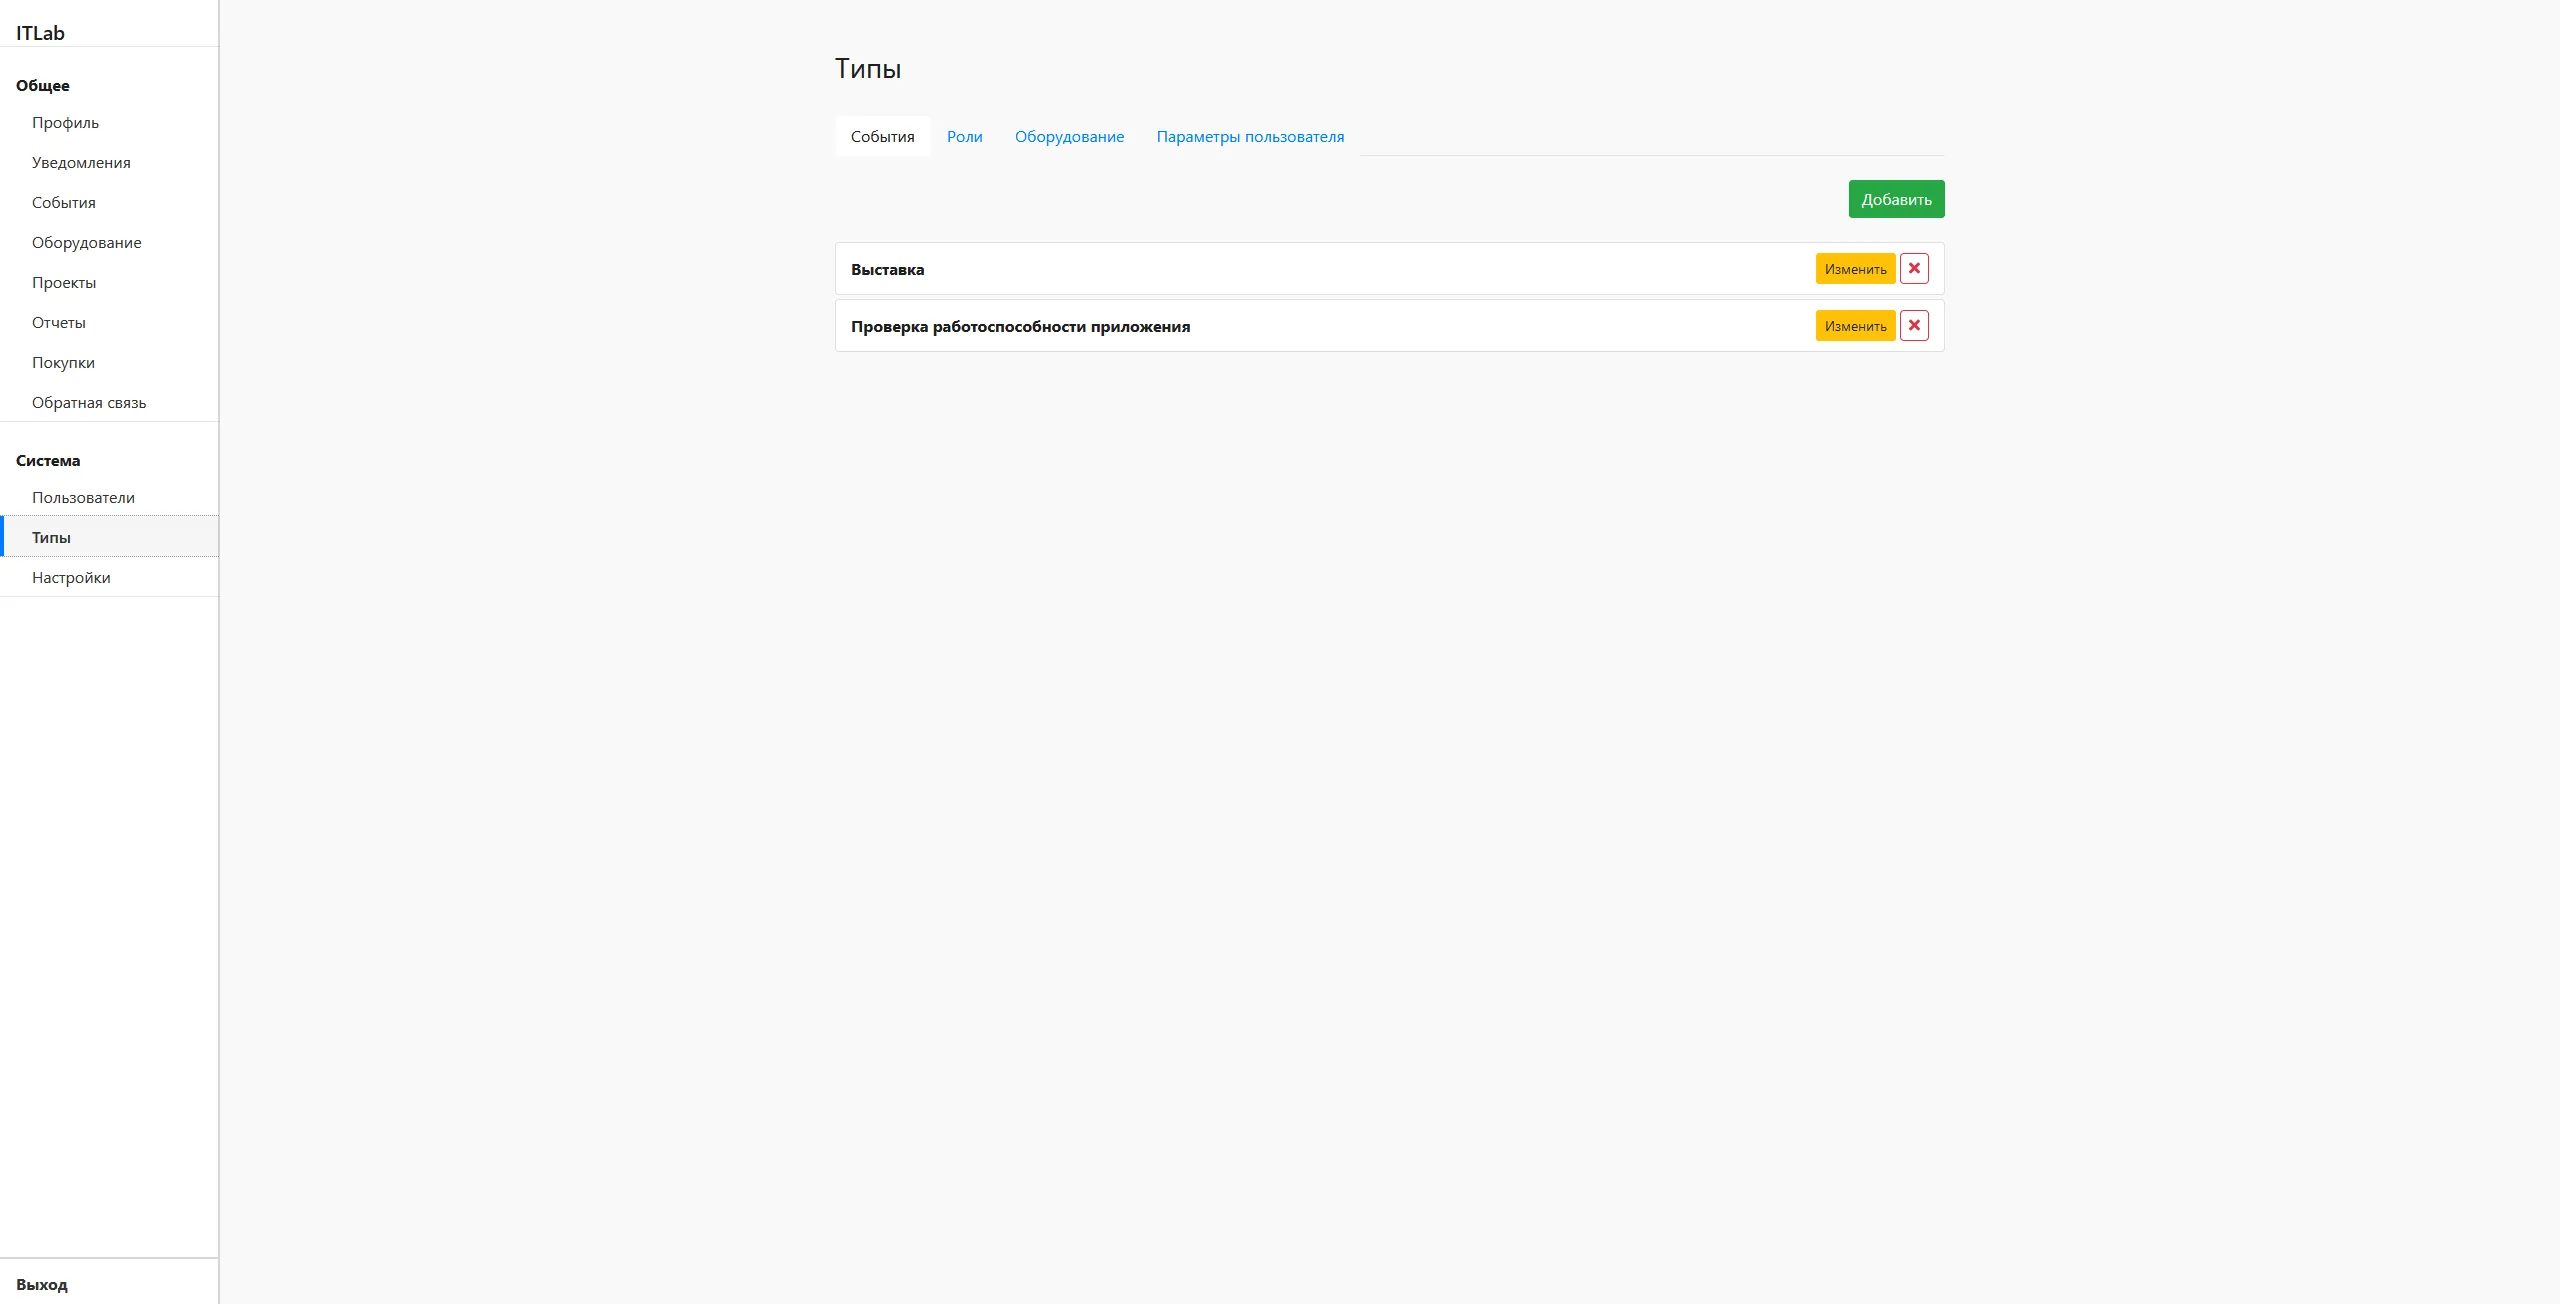 ITLab
Общее
Профиль
Уведомления
События
Оборудование
Проекты
Отчеты
Покупки
Обратная связь
Система
Пользователи
Типы
Настройки
Выход
Типы
События Роли Оборудование Параметры пользователя
Добавить
Выставка Изменить
Проверка работоспособности приложения Изменить